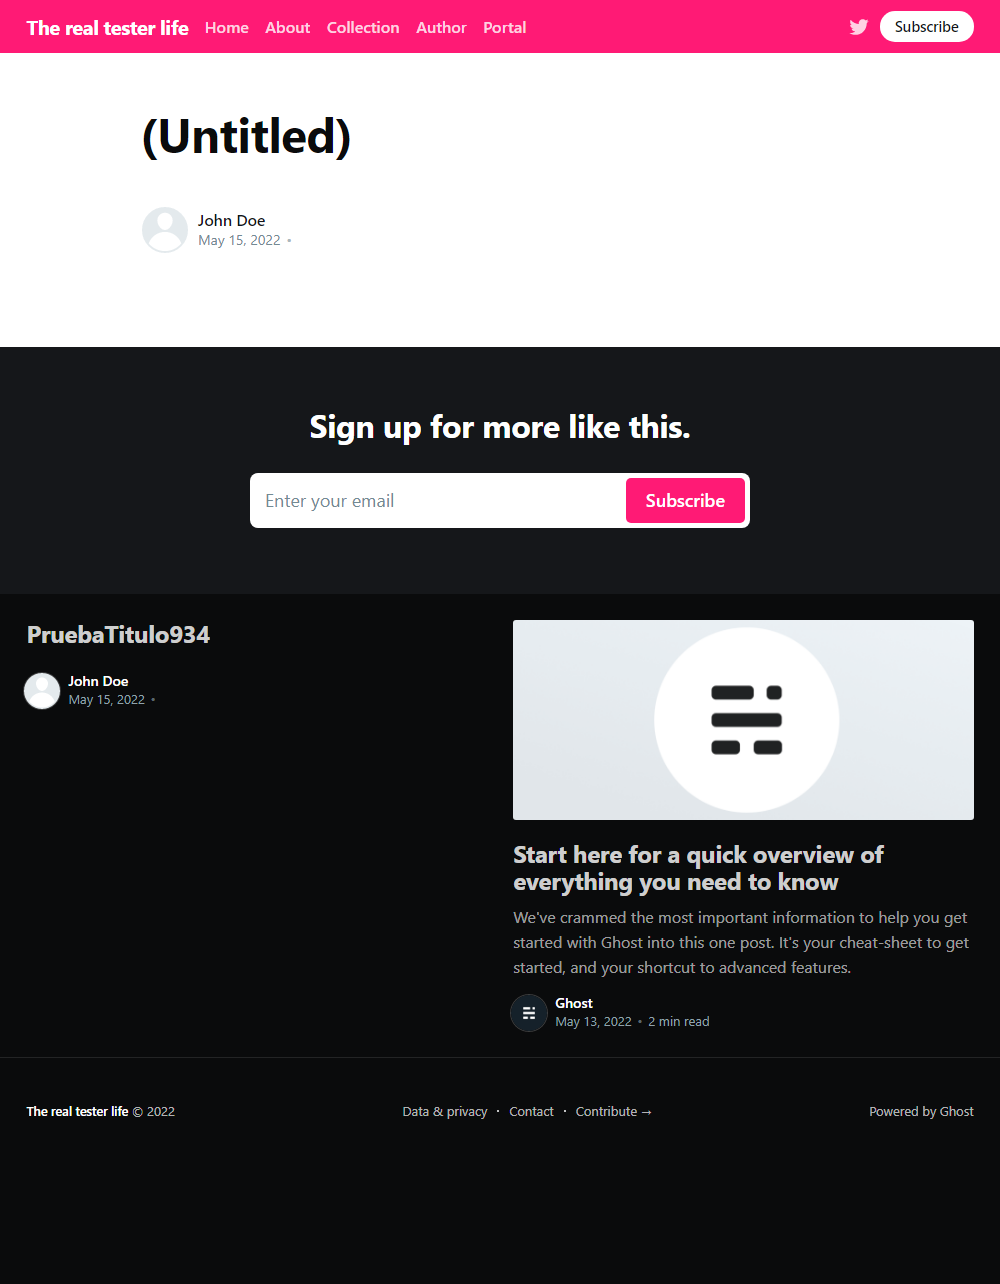 The real tester life Home About Collection Author Portal Subscribe
(Untitled)
John Doe
May 15, 2022 •
Sign up for more like this.
Enter your email Subscribe
PruebaTitulo934
John Doe
May 15, 2022 •
Start here for a quick overview of
everything you need to know
We've crammed the most important information to help you get
started with Ghost into this one post. It's your cheat-sheet to get
started, and your shortcut to advanced features.
Ghost
May 13, 2022 • 2 min read
The real tester life © 2022 Data & privacy · Contact · Contribute → Powered by Ghost